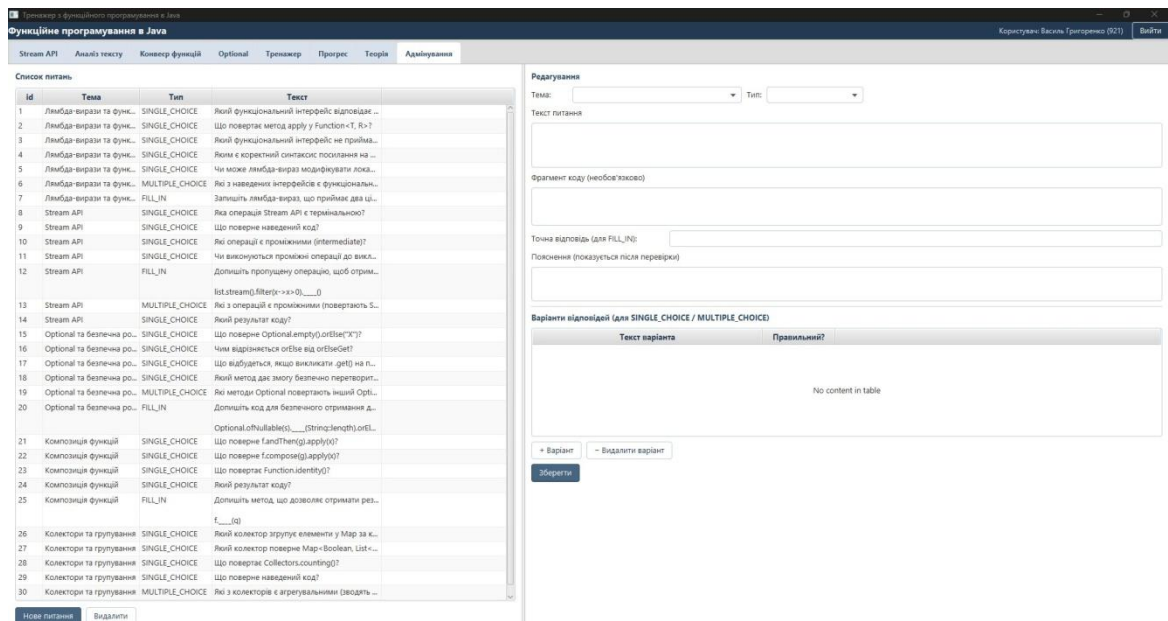 Тренажер з функційного програмування в Java
Функційне програмування в Java
Користувач: Василь Григоренко (921)
Вийти
Stream API Аналіз тексту Конвеєр функцій Optional Тренажер Прогрес Теорія Адмінування
Список питань
id Тема Тип Текст
1 Лямбда-вирази та функ... SINGLE_CHOICE Який функціональний інтерфейс відповідає ...
2 Лямбда-вирази та функ... SINGLE_CHOICE Що повертає метод apply у Function<T, R>?
3 Лямбда-вирази та функ... SINGLE_CHOICE Який функціональний інтерфейс не прийма...
4 Лямбда-вирази та функ... SINGLE_CHOICE Яким є коректний синтаксис посилання на ...
5 Лямбда-вирази та функ... SINGLE_CHOICE Чи може лямбда-вираз модифікувати лока...
6 Лямбда-вирази та функ... MULTIPLE_CHOICE Які з наведених інтерфейсів є функціональн...
7 Лямбда-вирази та функ... FILL_IN Запишіть лямбда-вираз, що приймає два ці...
8 Stream API SINGLE_CHOICE Яка операція Stream API є термінальною?
9 Stream API SINGLE_CHOICE Що поверне наведений код?
10 Stream API SINGLE_CHOICE Які операції є проміжними (intermediate)?
11 Stream API SINGLE_CHOICE Чи виконуються проміжні операції до викл...
12 Stream API FILL_IN Допишіть пропущену операцію, щоб отрим...
list.stream().filter(x->x>0).____()
13 Stream API MULTIPLE_CHOICE Які з операцій є проміжними (повертають S...
14 Stream API SINGLE_CHOICE Який результат коду?
15 Optional та безпечна ро... SINGLE_CHOICE Що поверне Optional.empty().orElse("X")?
16 Optional та безпечна ро... SINGLE_CHOICE Чим відрізняється orElse від orElseGet?
17 Optional та безпечна ро... SINGLE_CHOICE Що відбудеться, якщо викликати .get() на п...
18 Optional та безпечна ро... SINGLE_CHOICE Який метод дає змогу безпечно перетворит...
19 Optional та безпечна ро... MULTIPLE_CHOICE Які методи Optional повертають інший Opti...
20 Optional та безпечна ро... FILL_IN Допишіть код для безпечного отримання д...
Optional.ofNullable(s).____(String::length).orEl...
21 Композиція функцій SINGLE_CHOICE Що поверне f.andThen(g).apply(x)?
22 Композиція функцій SINGLE_CHOICE Що поверне f.compose(g).apply(x)?
23 Композиція функцій SINGLE_CHOICE Що повертає Function.identity()?
24 Композиція функцій SINGLE_CHOICE Який результат коду?
25 Композиція функцій FILL_IN Допишіть метод, що дозволяє отримати рез...
f.____(g)
26 Колектори та групування SINGLE_CHOICE Який колектор згрупує елементи у Map за к...
27 Колектори та групування SINGLE_CHOICE Який колектор поверне Map<Boolean, List<...
28 Колектори та групування SINGLE_CHOICE Що повертає Collectors.counting()?
29 Колектори та групування SINGLE_CHOICE Що поверне наведений код?
30 Колектори та групування MULTIPLE_CHOICE Які з колекторів є агрегувальними (зводять ...
Нове питання Видалити
Редагування
Тема: Тип:
Текст питання
Фрагмент коду (необов'язково)
Точна відповідь (для FILL_IN):
Пояснення (показується після перевірки)
Варіанти відповідей (для SINGLE_CHOICE / MULTIPLE_CHOICE)
Текст варіанта Правильний?
No content in table
+ Варіант − Видалити варіант
Зберегти